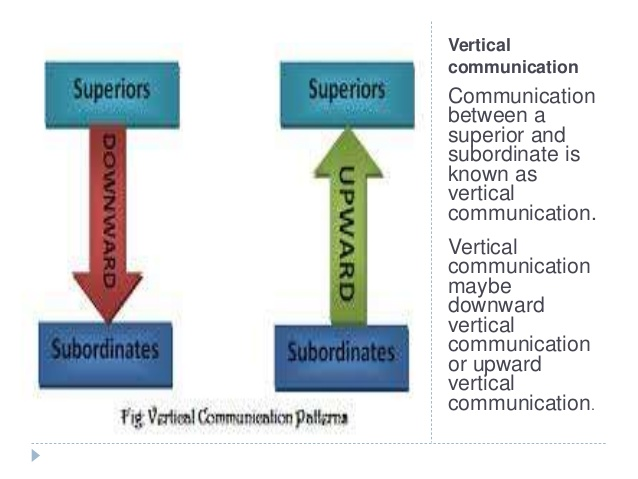 Superiors
DOWNWARD
Subordinates
Superiors
UPWARD
Subordinates
Fig: Vertical Communication Patterns
Vertical
communication
Communication
between a
superior and
subordinate is
known as
vertical
communication.
Vertical
communication
maybe
downward
vertical
communication
or upward
vertical
communication.